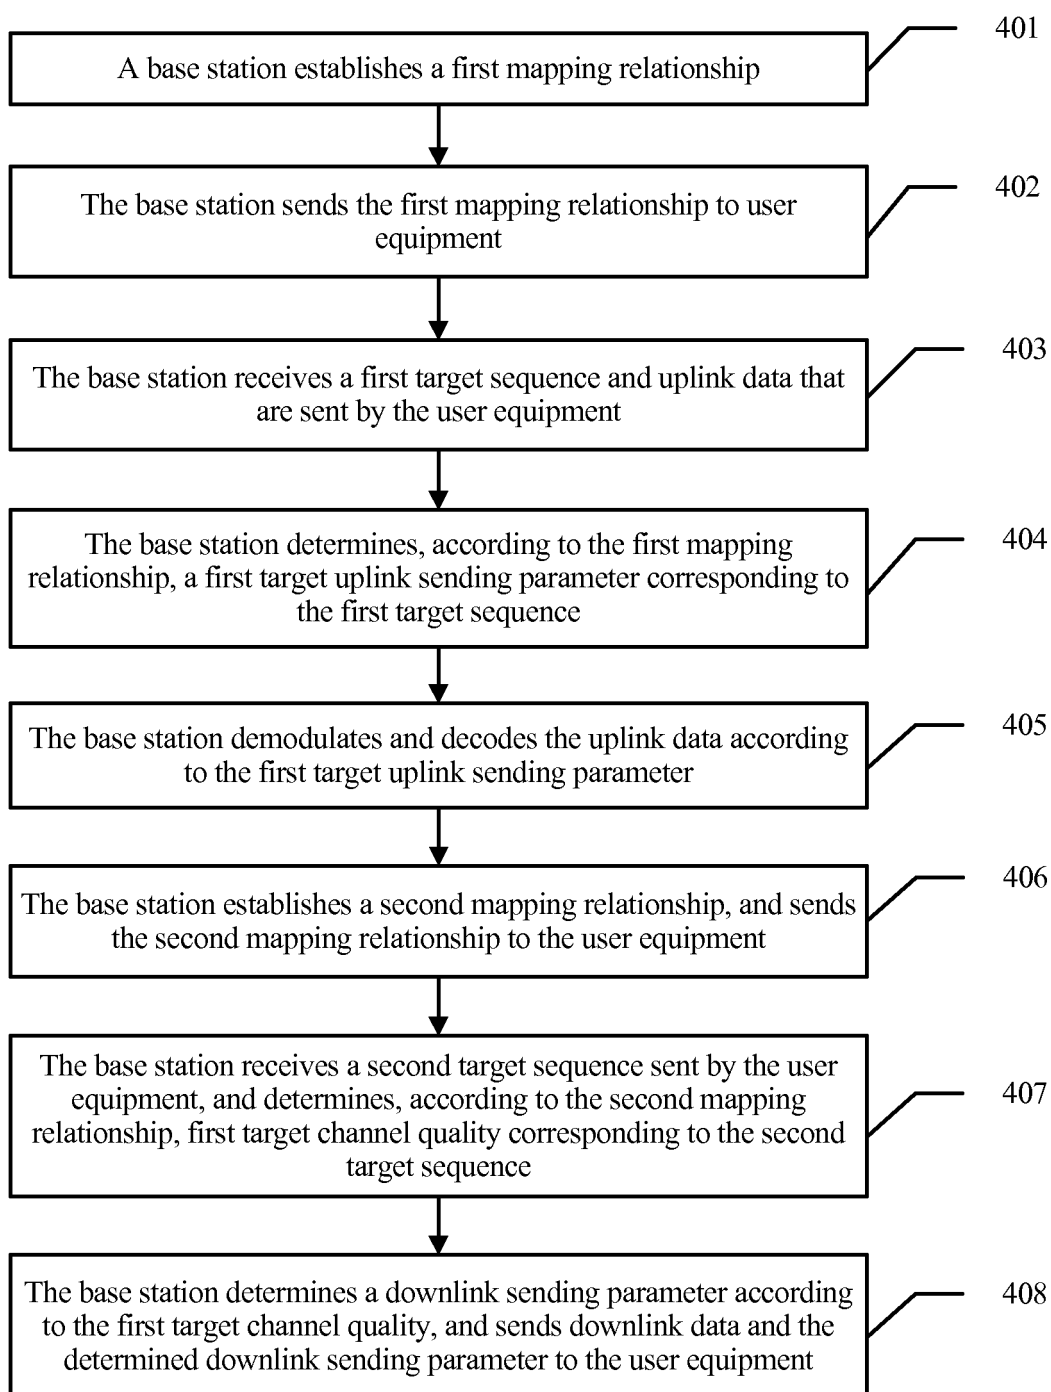 401
A base station establishes a first mapping relationship
402
The base station sends the first mapping relationship to user
equipment
403
The base station receives a first target sequence and uplink data that
are sent by the user equipment
404
The base station determines, according to the first mapping
relationship, a first target uplink sending parameter corresponding to
the first target sequence
405
The base station demodulates and decodes the uplink data according
to the first target uplink sending parameter
406
The base station establishes a second mapping relationship, and sends
the second mapping relationship to the user equipment
407
The base station receives a second target sequence sent by the user
equipment, and determines, according to the second mapping
relationship, first target channel quality corresponding to the second
target sequence
408
The base station determines a downlink sending parameter according
to the first target channel quality, and sends downlink data and the
determined downlink sending parameter to the user equipment